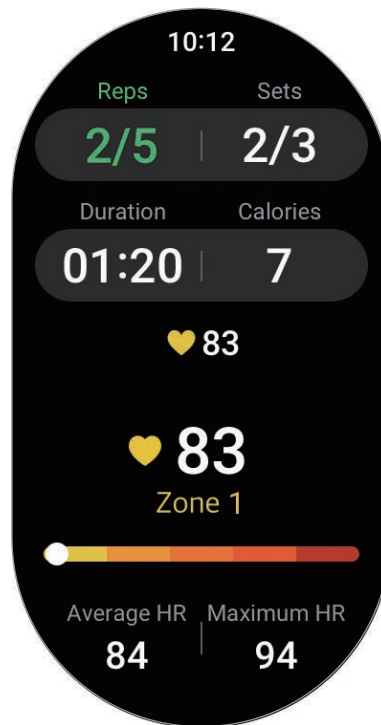 10:12
Reps Sets
2/5 2/3
Duration Calories
01:20 7
83
83
Zone 1
Average HR Maximum HR
84 94